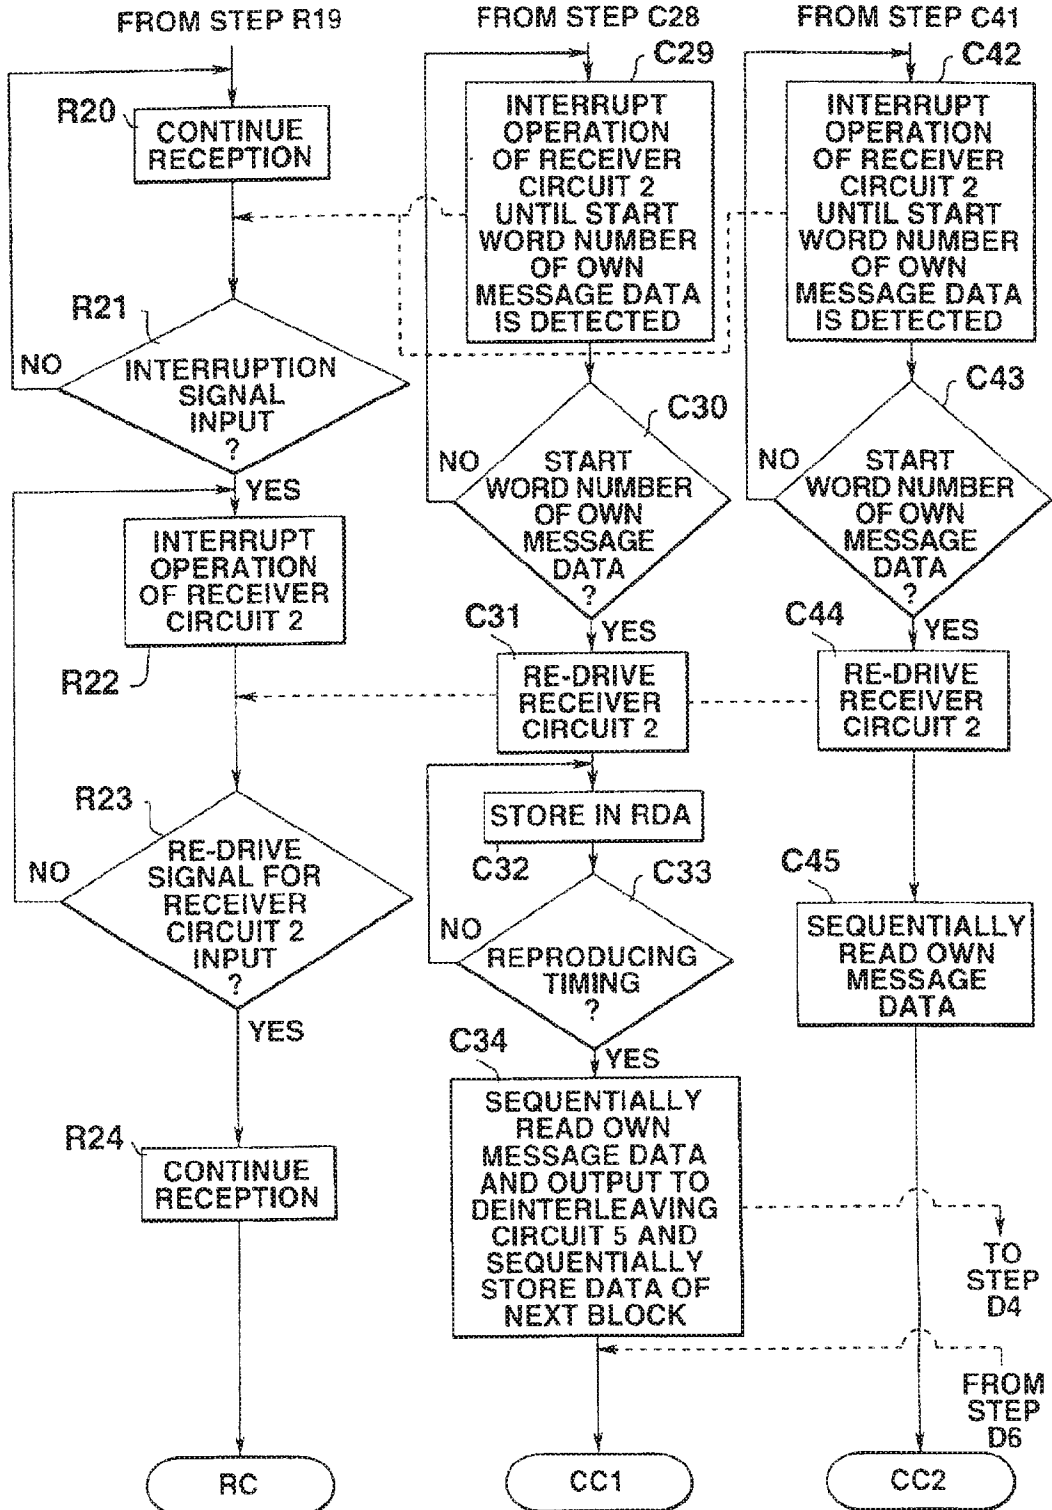 FROM STEP R19
R20
CONTINUE
RECEPTION
R21
INTERRUPTION
SIGNAL
INPUT
?
NO
YES
INTERRUPT
OPERATION
OF RECEIVER
CIRCUIT 2
R22
R23
RE-DRIVE
SIGNAL FOR
RECEIVER
CIRCUIT 2
INPUT
?
NO
YES
R24
CONTINUE
RECEPTION
RC
FROM STEP C28
C29
INTERRUPT
OPERATION
OF RECEIVER
CIRCUIT 2
UNTIL START
WORD NUMBER
OF OWN
MESSAGE DATA
IS DETECTED
C30
NO
START
WORD NUMBER
OF OWN
MESSAGE
DATA
?
C31
YES
RE-DRIVE
RECEIVER
CIRCUIT 2
STORE IN RDA
C32
C33
NO
REPRODUCING
TIMING
?
C34
YES
SEQUENTIALLY
READ OWN
MESSAGE DATA
AND OUTPUT TO
DEINTERLEAVING
CIRCUIT 5 AND
SEQUENTIALLY
STORE DATA OF
NEXT BLOCK
CC1
FROM STEP C41
C42
INTERRUPT
OPERATION
OF RECEIVER
CIRCUIT 2
UNTIL START
WORD NUMBER
OF OWN
MESSAGE DATA
IS DETECTED
C43
NO
START
WORD NUMBER
OF OWN
MESSAGE
DATA
?
C44
YES
RE-DRIVE
RECEIVER
CIRCUIT 2
C45
SEQUENTIALLY
READ OWN
MESSAGE
DATA
TO
STEP
D4
FROM
STEP
D6
CC2